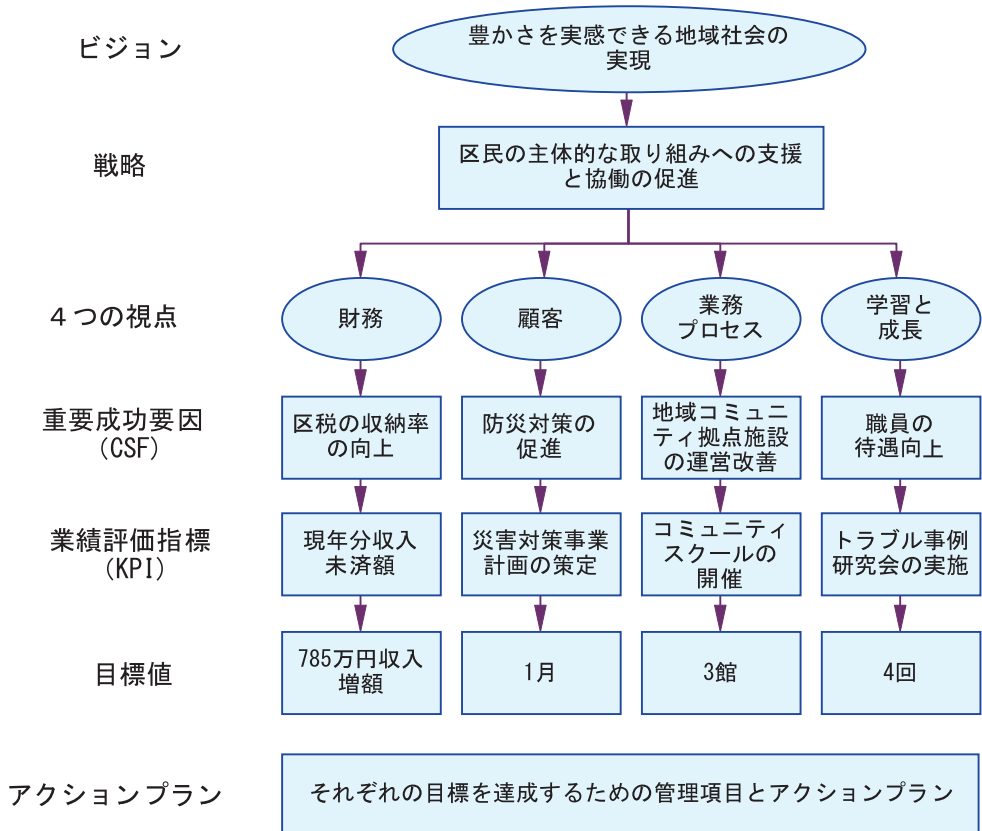 ビジョン
豊かさを実感できる地域社会の
実現
戦略
区民の主体的な取り組みへの支援
と協働の促進
４つの視点
財務
顧客
業務
プロセス
学習と
成長
重要成功要因
（CSF）
区税の収納率
の向上
防災対策の
促進
地域コミュニ
ティ拠点施設
の運営改善
職員の
待遇向上
業績評価指標
（KPI）
現年分収入
未済額
災害対策事業
計画の策定
コミュニティ
スクールの
開催
トラブル事例
研究会の実施
目標値
785万円収入
増額
1月
3館
4回
アクションプラン
それぞれの目標を達成するための管理項目とアクションプラン